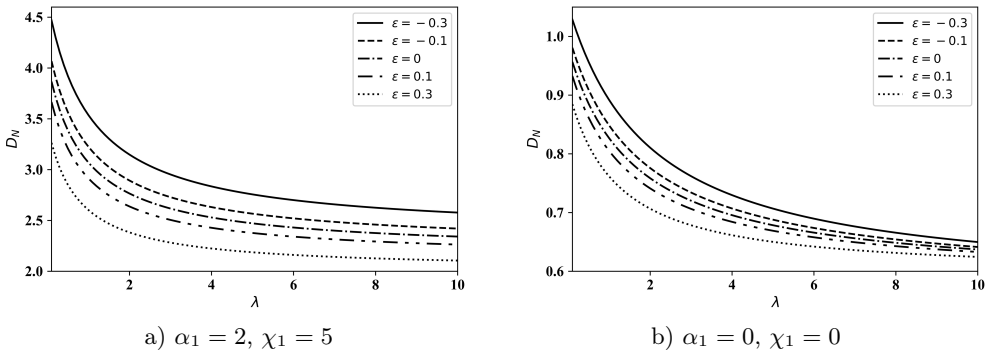 4.5
4.0
3.5
3.0
2.5
2.0
D_N
2 4 6 8 10
λ
ε = −0.3
ε = −0.1
ε = 0
ε = 0.1
ε = 0.3
a) α₁ = 2, χ₁ = 5
1.0
0.9
0.8
0.7
0.6
D_N
2 4 6 8 10
λ
ε = −0.3
ε = −0.1
ε = 0
ε = 0.1
ε = 0.3
b) α₁ = 0, χ₁ = 0